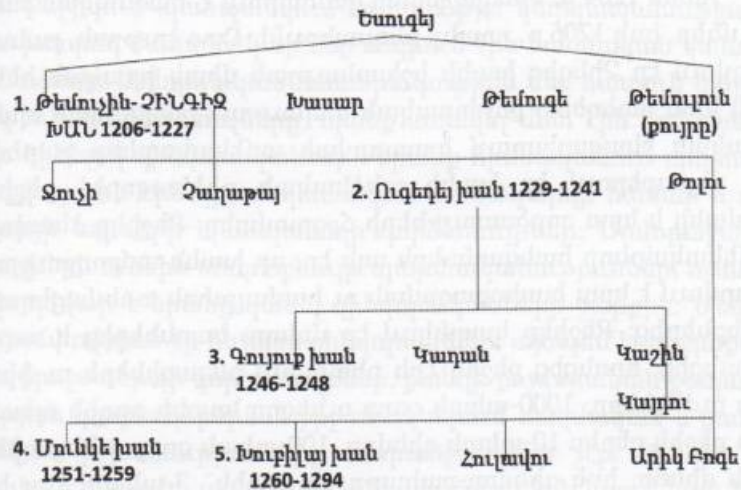 Եսուգեյ
1. Թեմուչին- ՉԻՆԳԻԶ
ԽԱՆ 1206-1227
Խասար
Թեմուգե
Թեմուլուն
(քույրը)
Ջուչի
Չաղաթայ
2. Ուգեդեյ խան 1229-1241
Թոլու
3. Գույուք խան
1246-1248
Կադան
Կաշին
Կայդու
4. Մունկե խան
1251-1259
5. Խուբիլայ խան
1260-1294
Հուլավու
Արիկ Բուգե